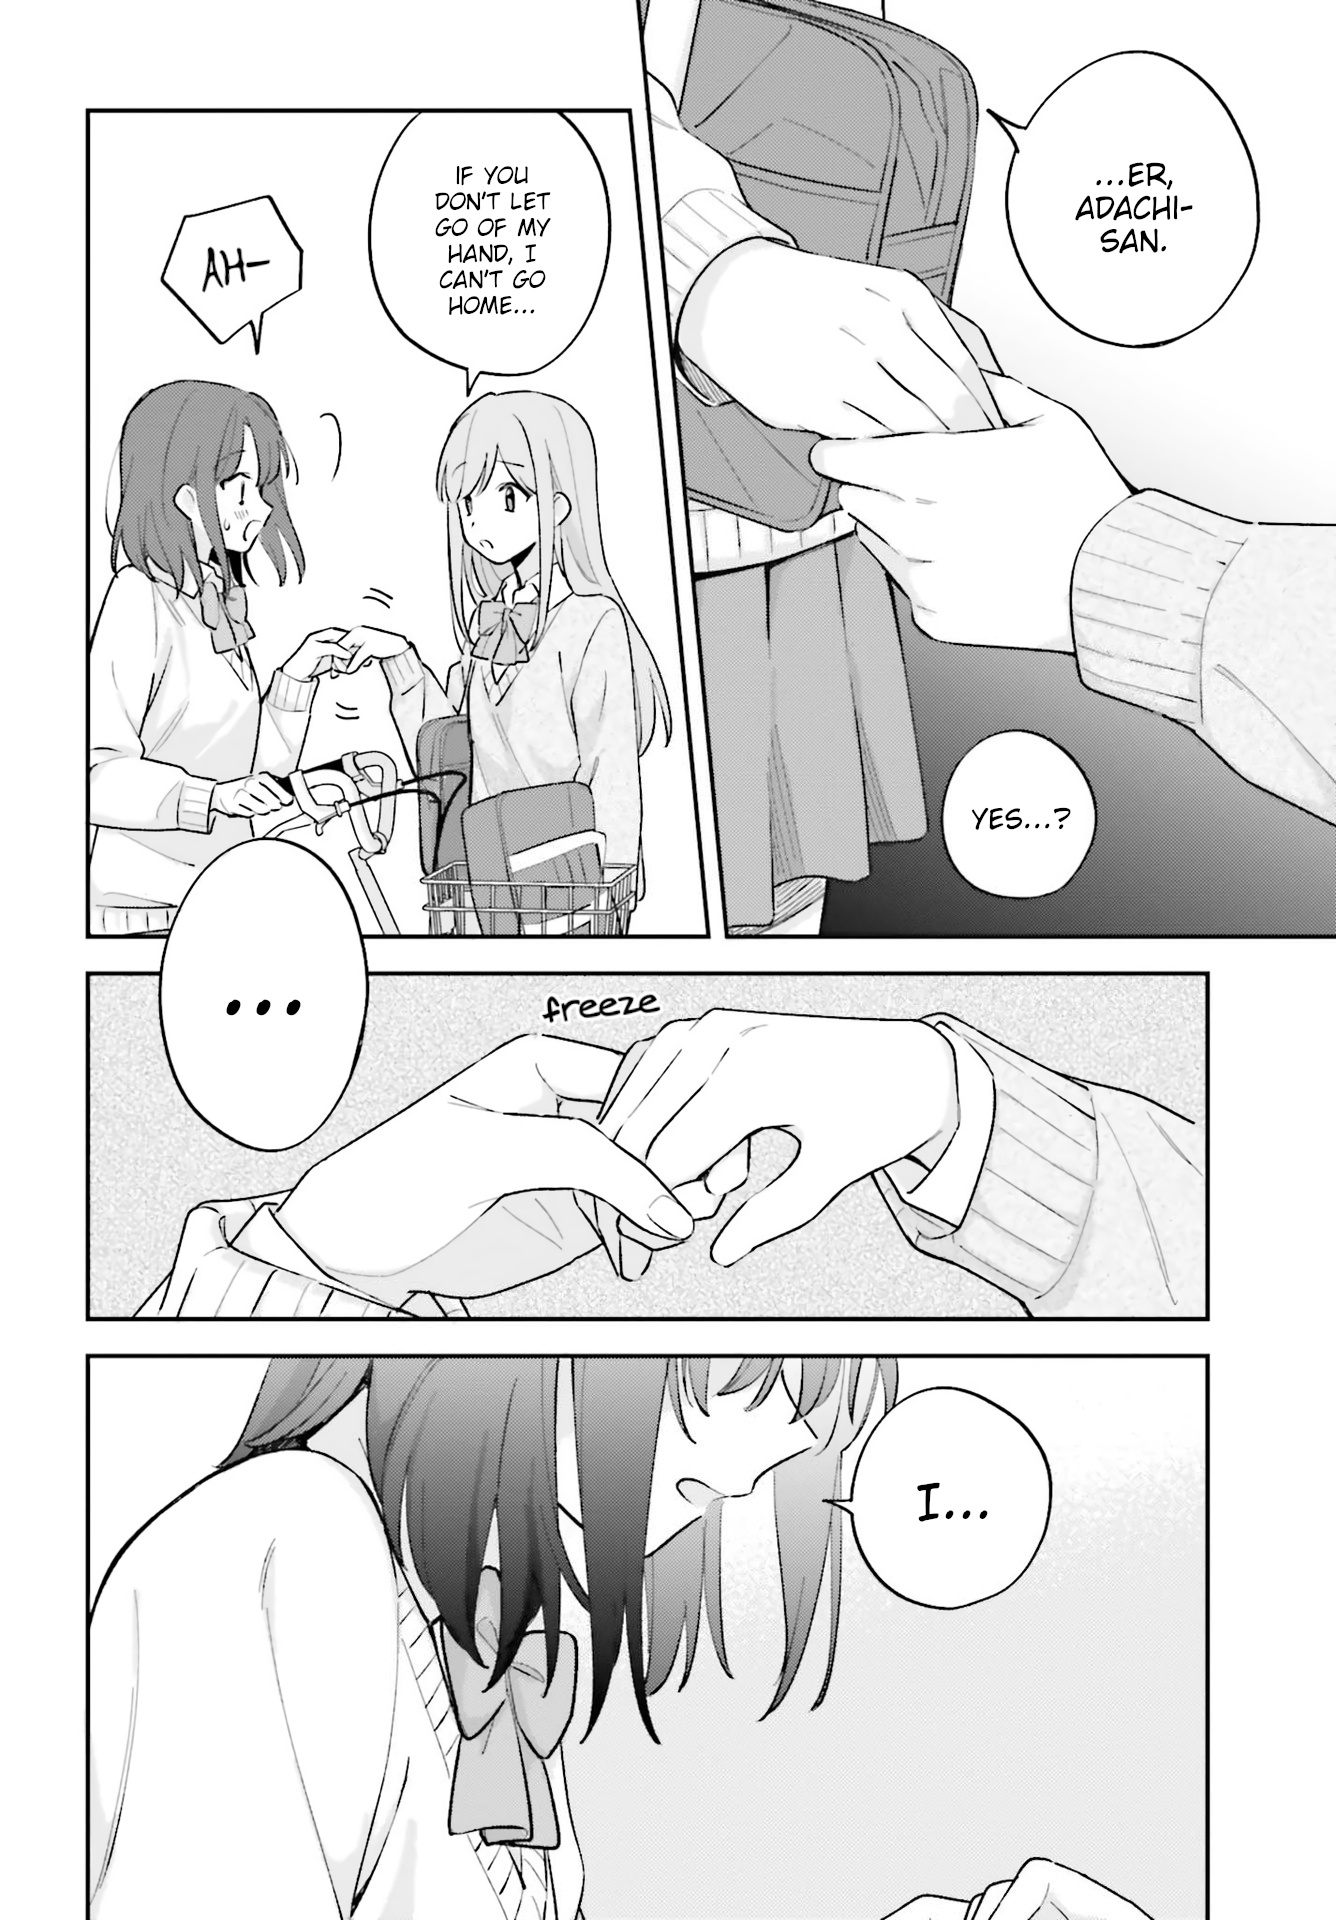 ...ER,
ADACHI-
SAN.
YES...?
IF YOU
DON'T LET
GO OF MY
HAND, I
CAN'T GO
HOME...
AH-
...
freeze
I...